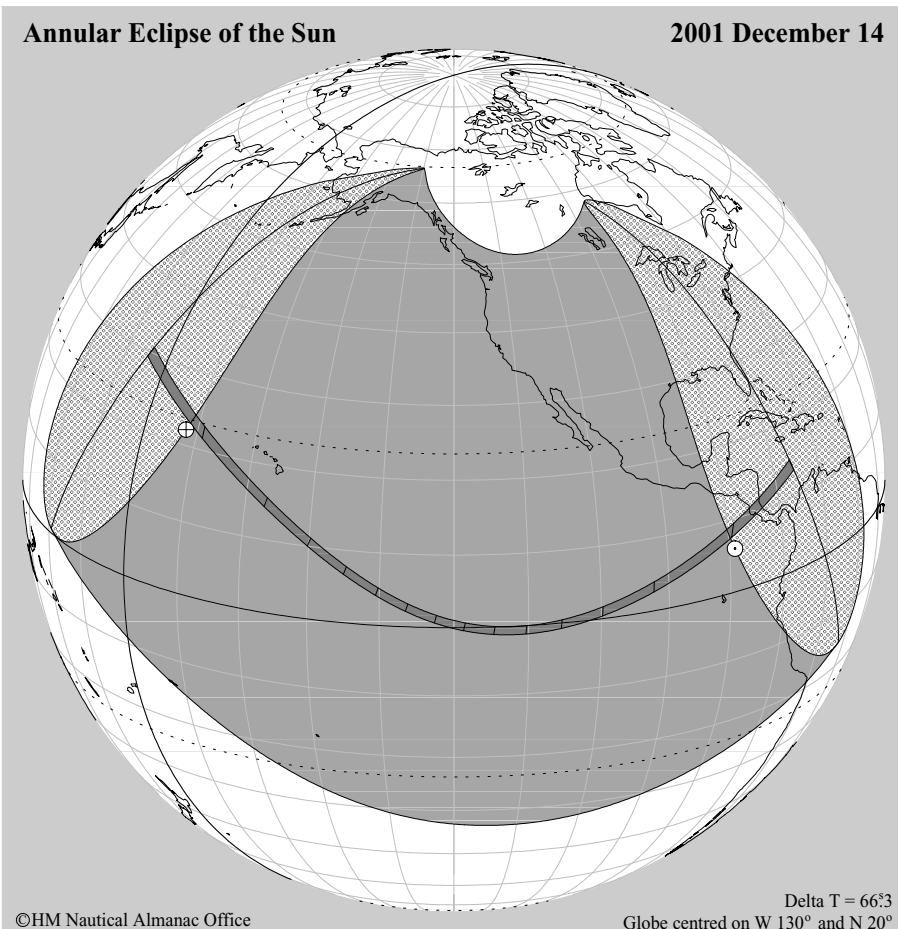 Annular Eclipse of the Sun
2001 December 14
Delta T = 66ˢ.3
©HM Nautical Almanac Office
Globe centred on W 130° and N 20°